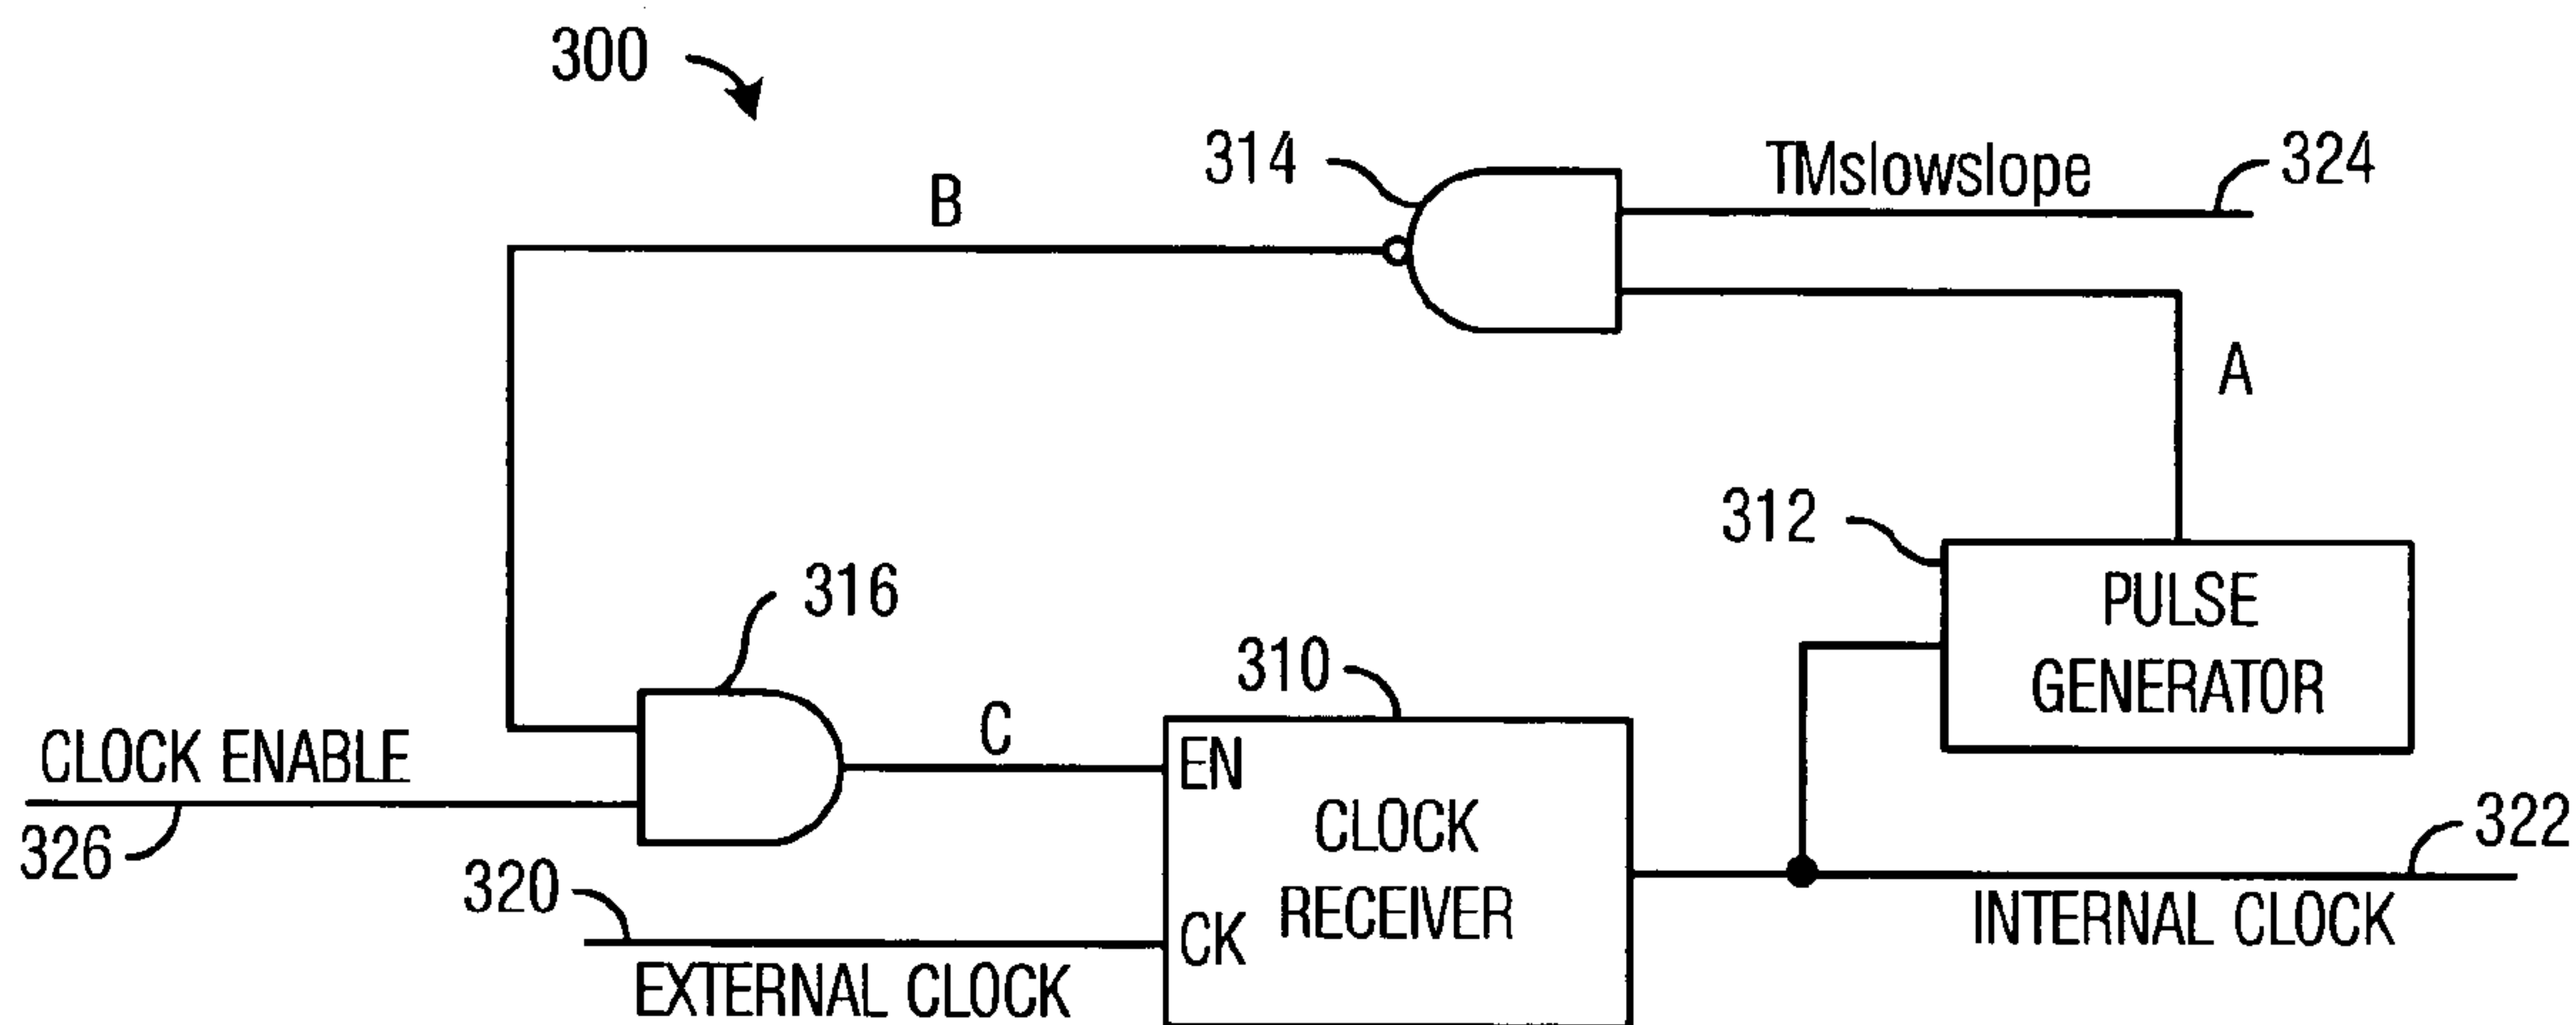 300
314
TMslowslope
324
B
A
312
PULSE
GENERATOR
316
310
C
EN
CLOCK
RECEIVER
CK
CLOCK ENABLE
326
320
EXTERNAL CLOCK
322
INTERNAL CLOCK